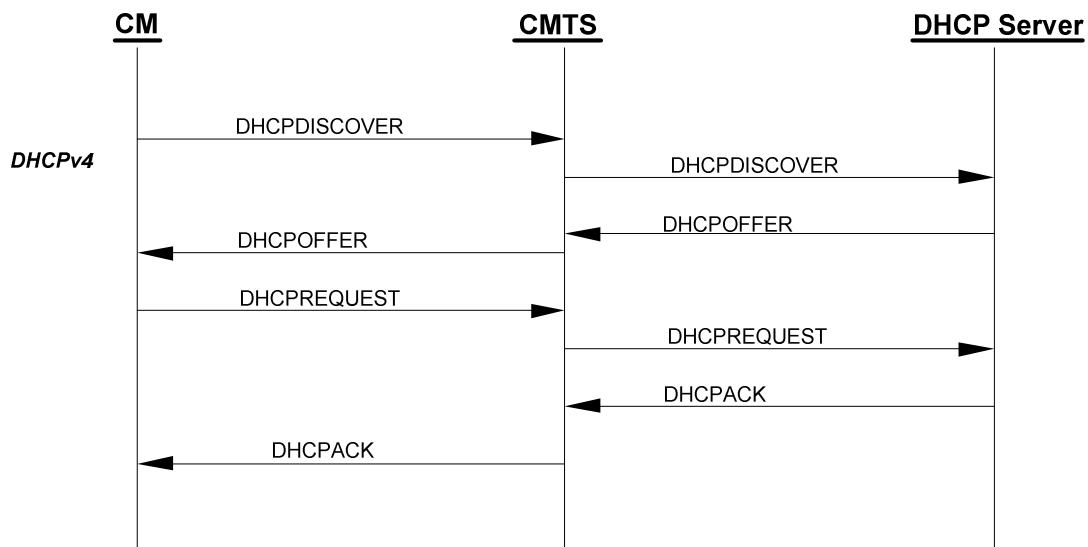 CM
CMTS
DHCP Server
DHCPDISCOVER
DHCPv4
DHCPDISCOVER
DHCPOFFER
DHCPOFFER
DHCPREQUEST
DHCPREQUEST
DHCPACK
DHCPACK